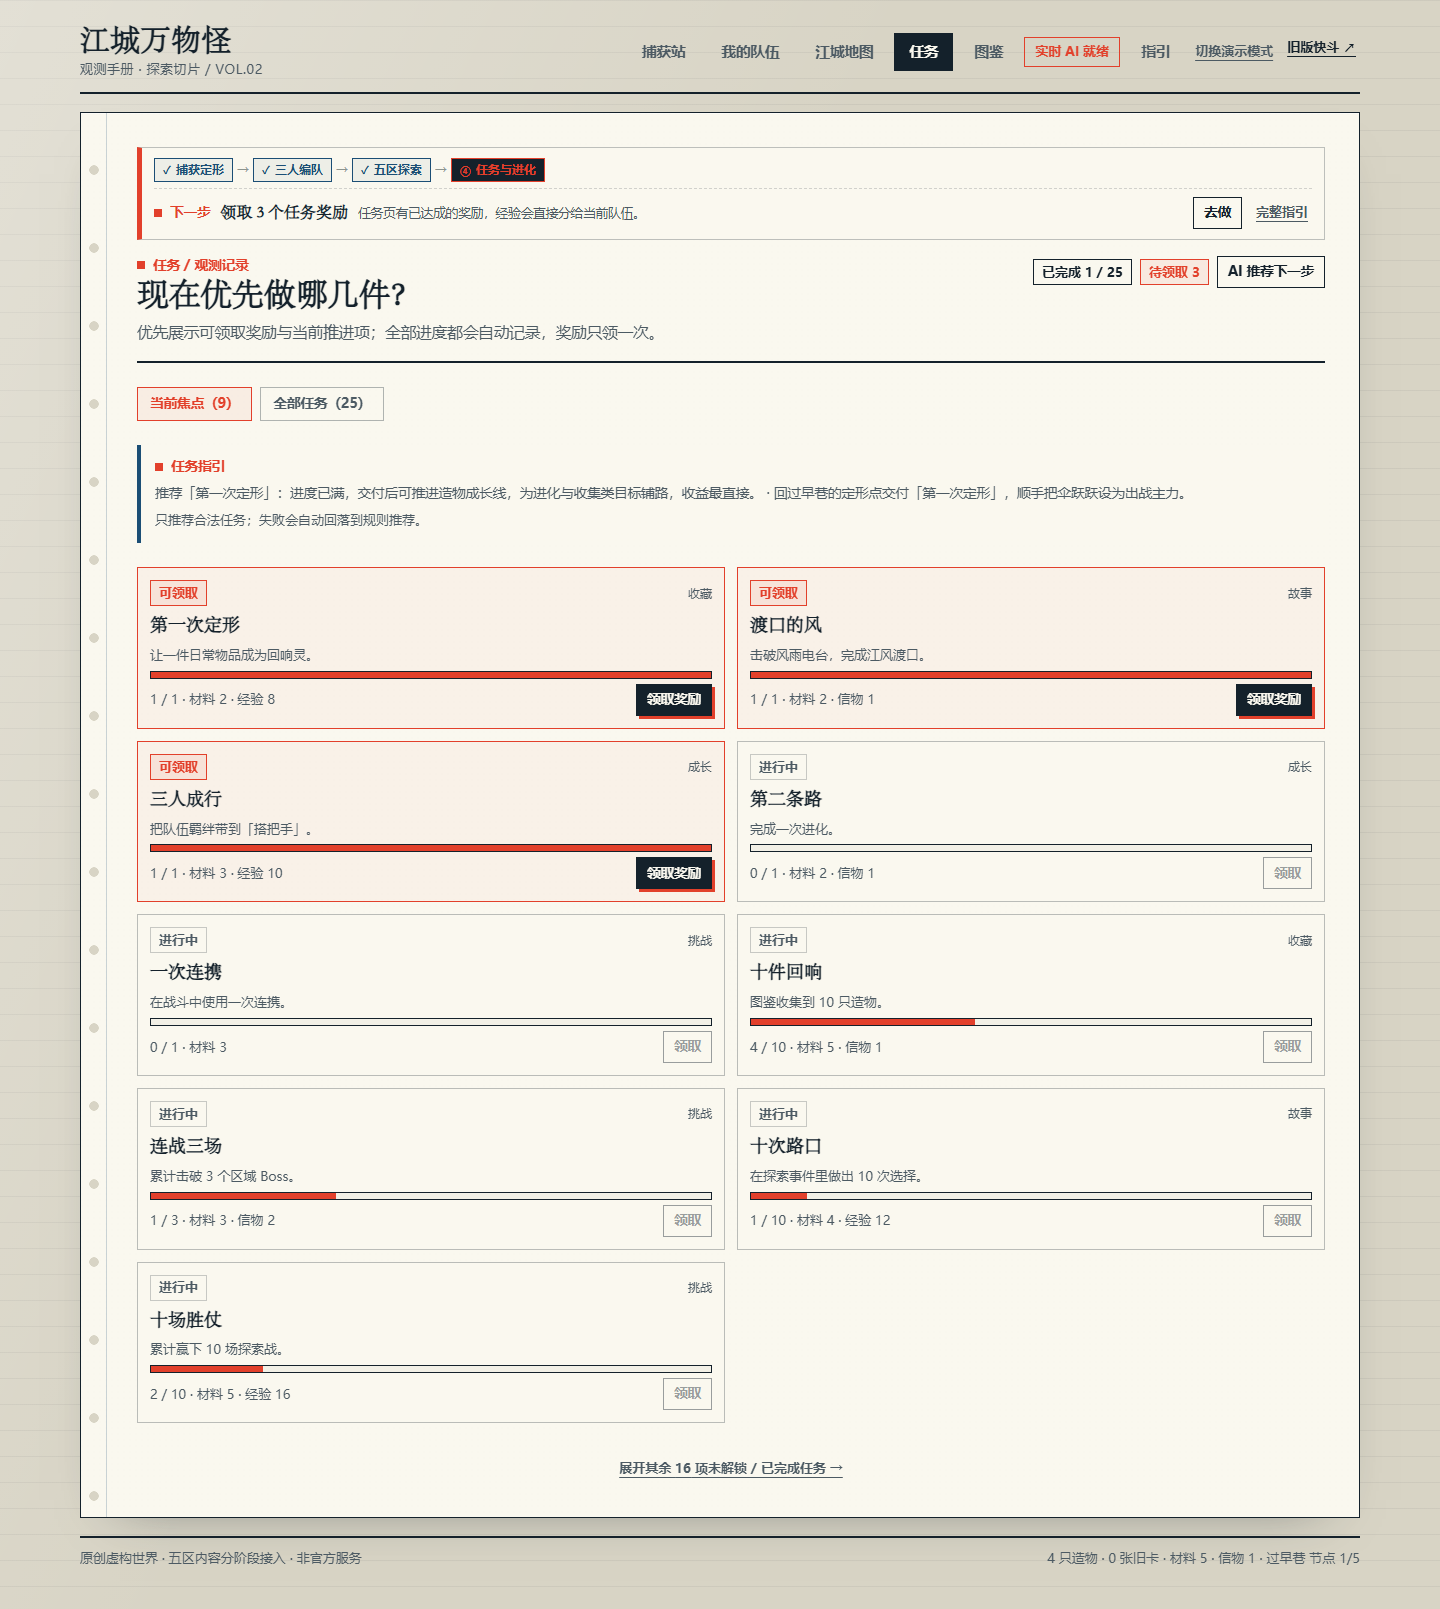 江城万物怪
观测手册 · 探索切片 / VOL.02
捕获站 我的队伍 江城地图 任务 图鉴 实时 AI 就绪 指引 切换演示模式 旧版快斗 ↗
✓ 捕获定形 → ✓ 三人编队 → ✓ 五区探索 → ④ 任务与进化
下一步 领取 3 个任务奖励 任务页有已达成的奖励，经验会直接分给当前队伍。 去做 完整指引
任务 / 观测记录
现在优先做哪几件？
已完成 1 / 25 待领取 3 AI 推荐下一步
优先展示可领取奖励与当前推进项；全部进度都会自动记录，奖励只领一次。
当前焦点（9） 全部任务（25）
任务指引
推荐「第一次定形」：进度已满，交付后可推进造物成长线，为进化与收集类目标铺路，收益最直接。 · 回过早巷的定形点交付「第一次定形」，顺手把伞跃跃设为出战主力。
只推荐合法任务；失败会自动回落到规则推荐。
可领取 收藏
第一次定形
让一件日常物品成为回响灵。
1 / 1 · 材料 2 · 经验 8 领取奖励
可领取 故事
渡口的风
击破风雨电台，完成江风渡口。
1 / 1 · 材料 2 · 信物 1 领取奖励
可领取 成长
三人成行
把队伍羁绊带到「搭把手」。
1 / 1 · 材料 3 · 经验 10 领取奖励
进行中 成长
第二条路
完成一次进化。
0 / 1 · 材料 2 · 信物 1 领取
进行中 挑战
一次连携
在战斗中使用一次连携。
0 / 1 · 材料 3 领取
进行中 收藏
十件回响
图鉴收集到 10 只造物。
4 / 10 · 材料 5 · 信物 1 领取
进行中 挑战
连战三场
累计击破 3 个区域 Boss。
1 / 3 · 材料 3 · 信物 2 领取
进行中 故事
十次路口
在探索事件里做出 10 次选择。
1 / 10 · 材料 4 · 经验 12 领取
进行中 挑战
十场胜仗
累计赢下 10 场探索战。
2 / 10 · 材料 5 · 经验 16 领取
展开其余 16 项未解锁 / 已完成任务 →
原创虚构世界 · 五区内容分阶段接入 · 非官方服务
4 只造物 · 0 张旧卡 · 材料 5 · 信物 1 · 过早巷 节点 1/5